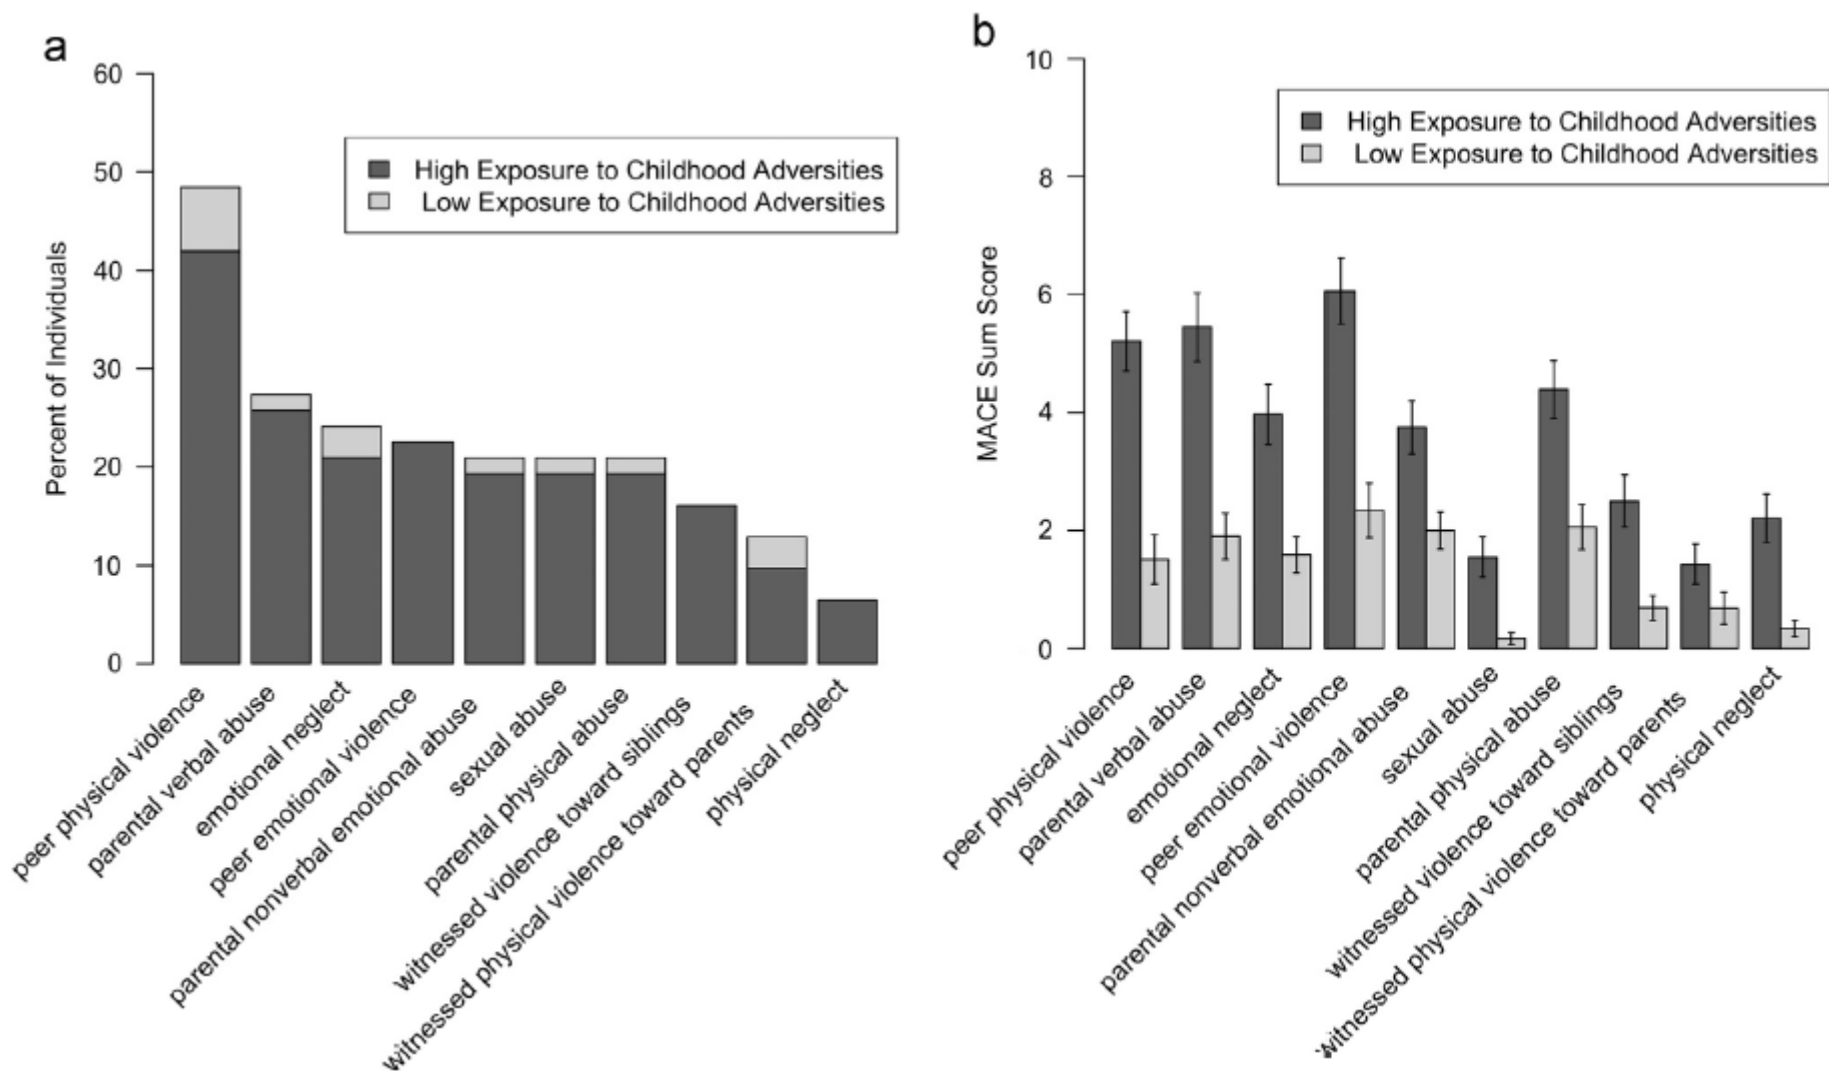 a
60
50
40
30
20
10
0
Percent of Individuals
High Exposure to Childhood Adversities
Low Exposure to Childhood Adversities
peer physical violence
parental verbal abuse
emotional neglect
peer emotional violence
parental nonverbal emotional abuse
sexual abuse
parental physical abuse
witnessed violence toward siblings
witnessed physical violence toward parents
physical neglect
b
10
8
6
4
2
0
MACE Sum Score
High Exposure to Childhood Adversities
Low Exposure to Childhood Adversities
peer physical violence
parental verbal abuse
emotional neglect
peer emotional violence
parental nonverbal emotional abuse
sexual abuse
parental physical abuse
witnessed violence toward siblings
witnessed physical violence toward parents
physical neglect